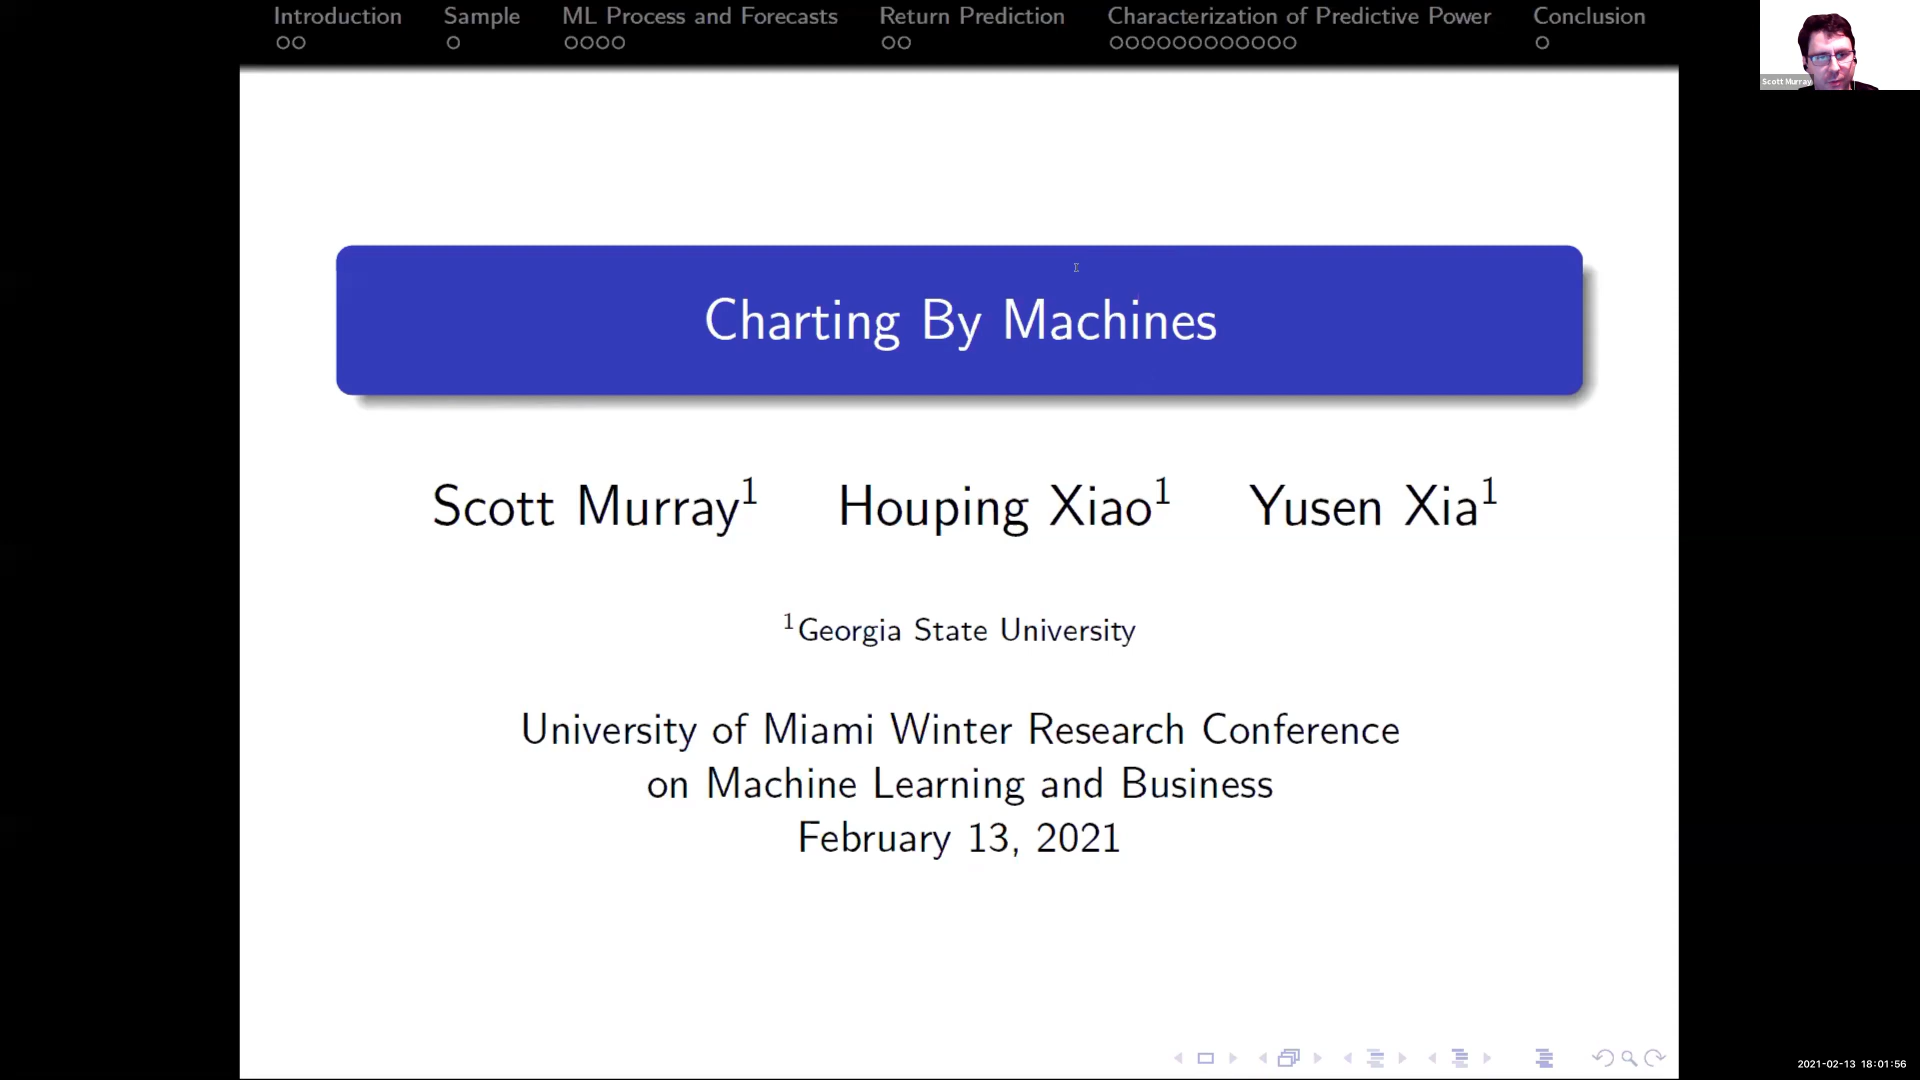 Introduction Sample ML Process and Forecasts Return Prediction Characterization of Predictive Power Conclusion
Scott Murray
Charting By Machines
Scott Murray¹ Houping Xiao¹ Yusen Xia¹
¹Georgia State University
University of Miami Winter Research Conference
on Machine Learning and Business
February 13, 2021
2021-02-13 18:01:56